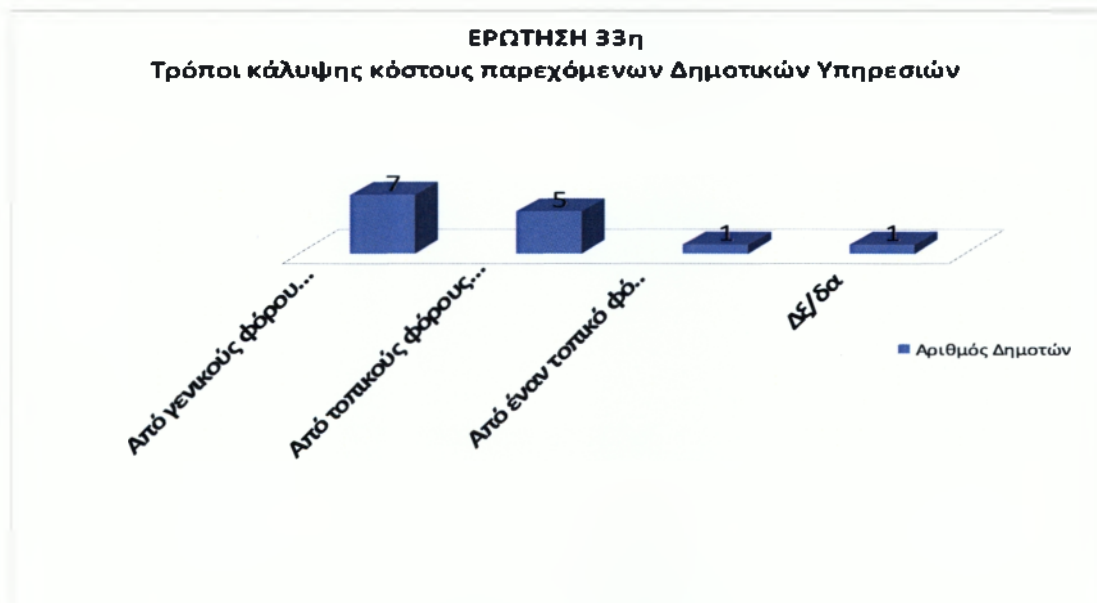 ΕΡΩΤΗΣΗ 33η
Τρόποι κάλυψης κόστους παρεχόμενων Δημοτικών Υπηρεσιών
7
5
1
1
Από γενικούς φόρου...
Από τοπικούς φόρους...
Από έναν τοπικό φό..
Δξ/δα
Αριθμός Δημοτών